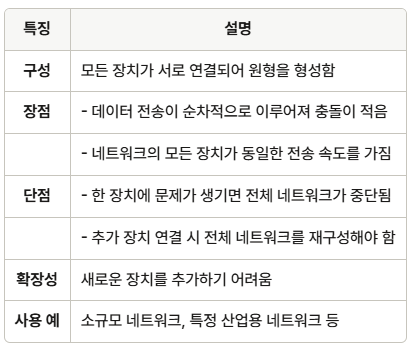 특징 설명
구성 모든 장치가 서로 연결되어 원형을 형성함
장점 - 데이터 전송이 순차적으로 이루어져 충돌이 적음
- 네트워크의 모든 장치가 동일한 전송 속도를 가짐
단점 - 한 장치에 문제가 생기면 전체 네트워크가 중단됨
- 추가 장치 연결 시 전체 네트워크를 재구성해야 함
확장성 새로운 장치를 추가하기 어려움
사용 예 소규모 네트워크, 특정 산업용 네트워크 등